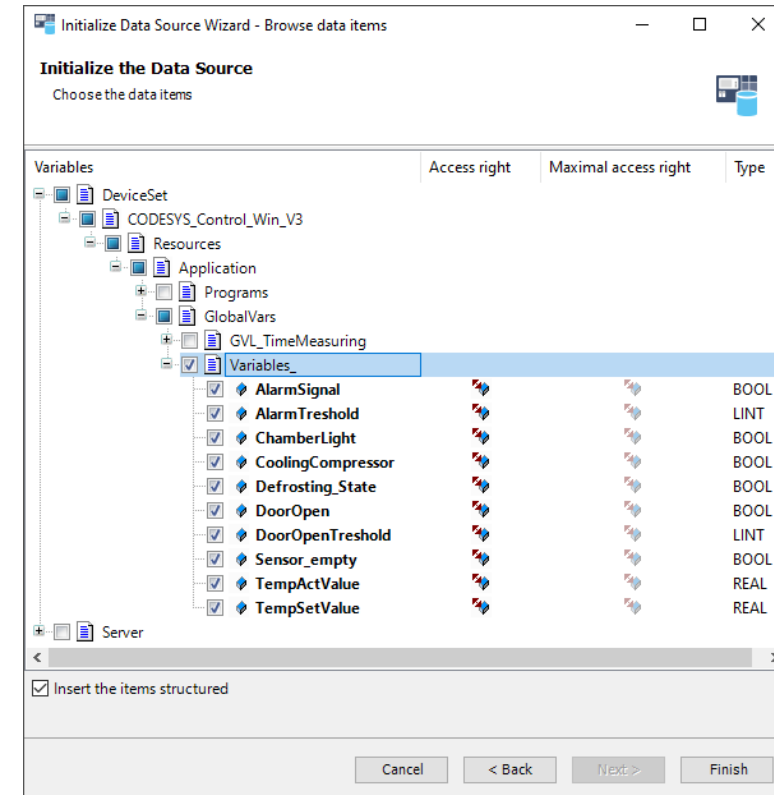 Initialize Data Source Wizard - Browse data items
Initialize the Data Source
Choose the data items
Variables Access right Maximal access right Type
DeviceSet
CODESYS_Control_Win_V3
Resources
Application
Programs
GlobalVars
GVL_TimeMeasuring
Variables_
AlarmSignal BOOL
AlarmTreshold LINT
ChamberLight BOOL
CoolingCompressor BOOL
Defrosting_State BOOL
DoorOpen BOOL
DoorOpenTreshold LINT
Sensor_empty BOOL
TempActValue REAL
TempSetValue REAL
Server
Insert the items structured
Cancel < Back Next > Finish